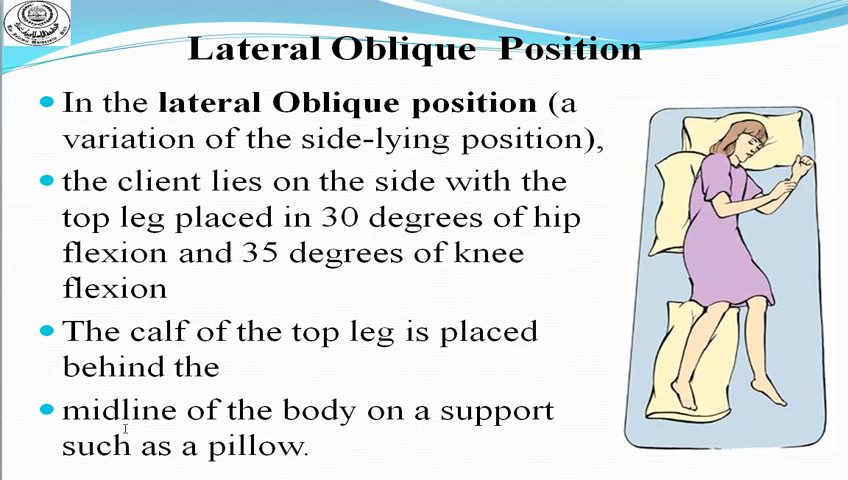 Lateral Oblique Position
In the lateral Oblique position (a
variation of the side-lying position),
the client lies on the side with the
top leg placed in 30 degrees of hip
flexion and 35 degrees of knee
flexion
The calf of the top leg is placed
behind the
midline of the body on a support
such as a pillow.